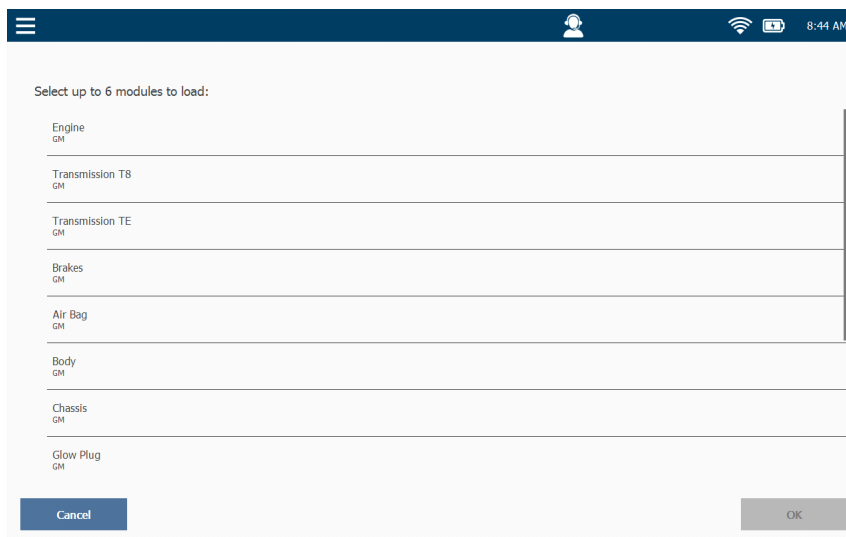 8:44 AM
Select up to 6 modules to load:
Engine
GM
Transmission T8
GM
Transmission TE
GM
Brakes
GM
Air Bag
GM
Body
GM
Chassis
GM
Glow Plug
GM
Cancel
OK